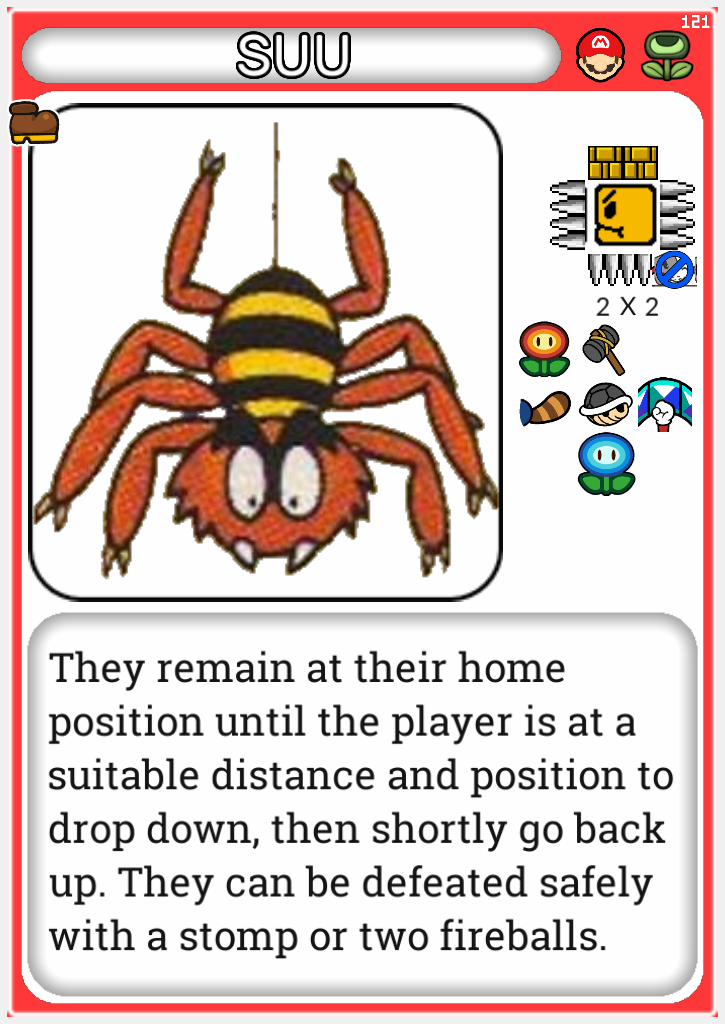 121
SUU
2 X 2
They remain at their home
position until the player is at a
suitable distance and position to
drop down, then shortly go back
up. They can be defeated safely
with a stomp or two fireballs.